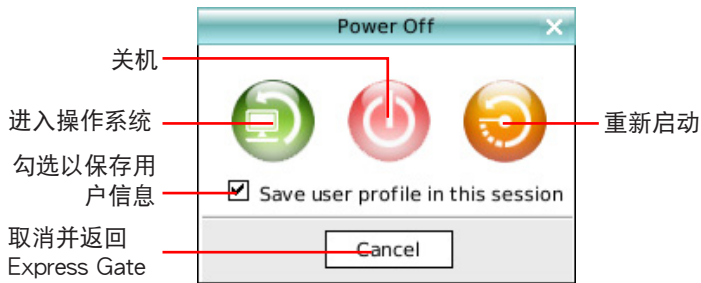 Power Off
关机
进入操作系统
重新启动
勾选以保存用
户信息
Save user profile in this session
取消并返回
Express Gate
Cancel